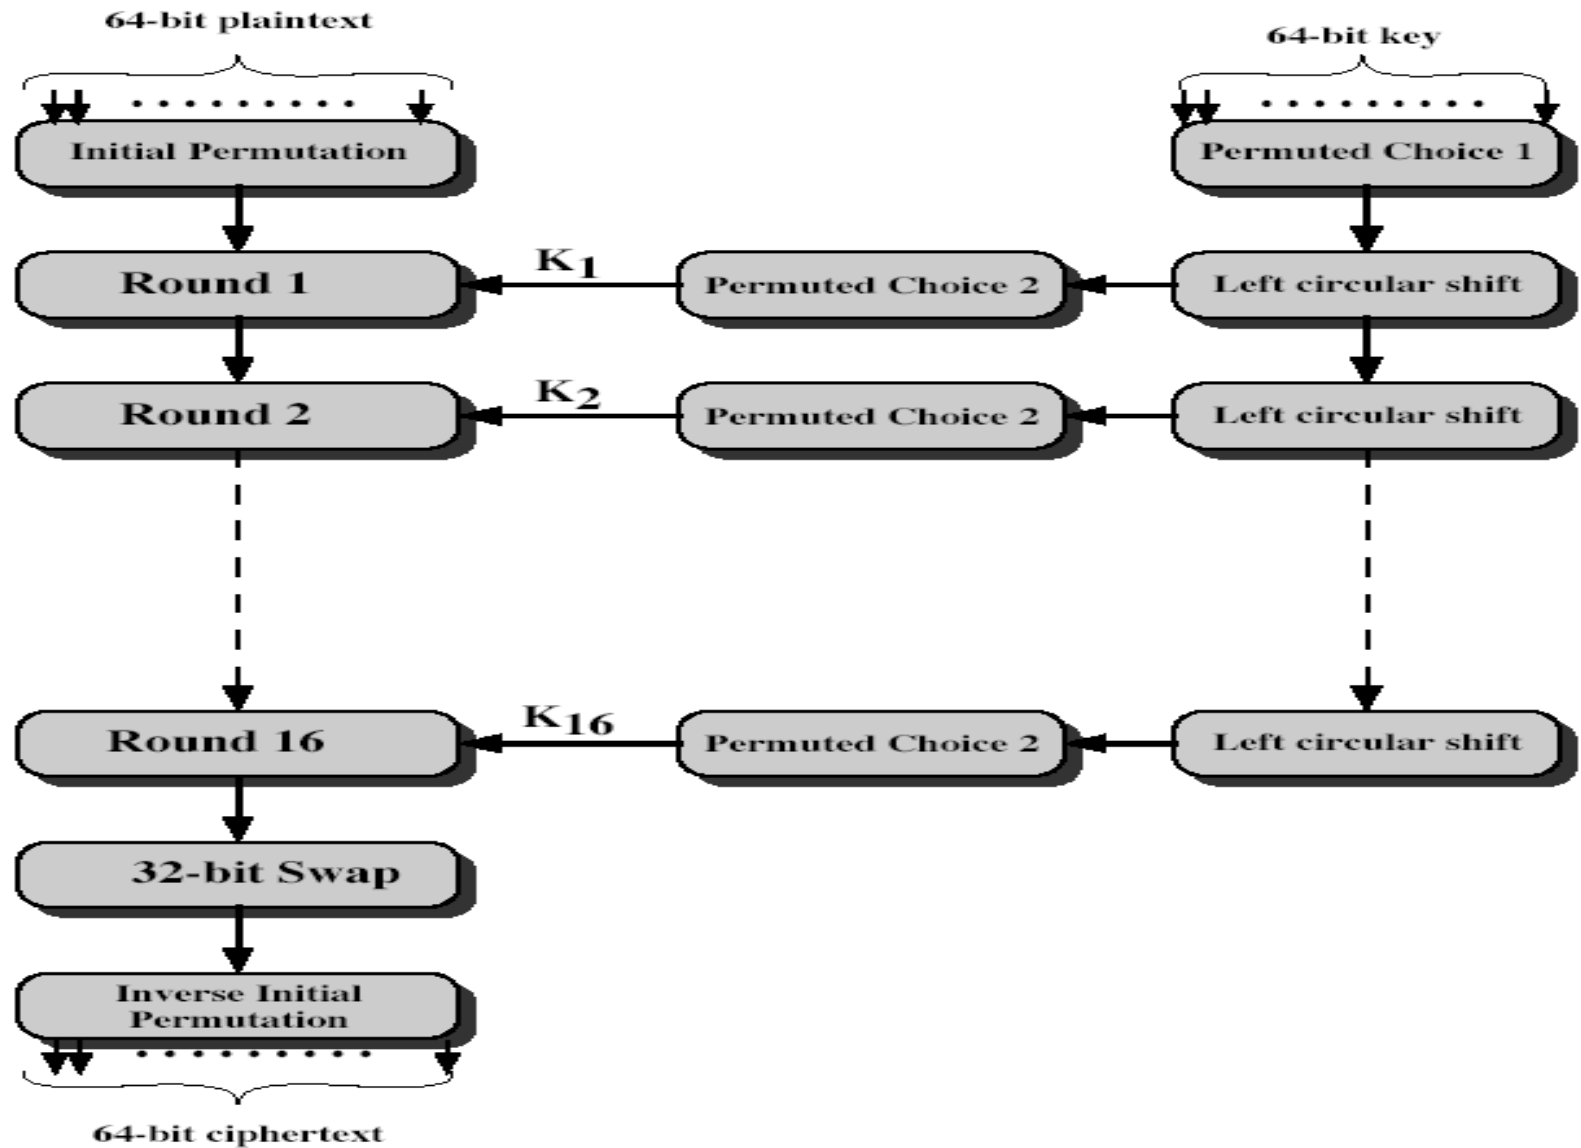 64-bit plaintext
64-bit key
Initial Permutation
Permuted Choice 1
Round 1
K1
Permuted Choice 2
Left circular shift
Round 2
K2
Permuted Choice 2
Left circular shift
Round 16
K16
Permuted Choice 2
Left circular shift
32-bit Swap
Inverse Initial
Permutation
64-bit ciphertext